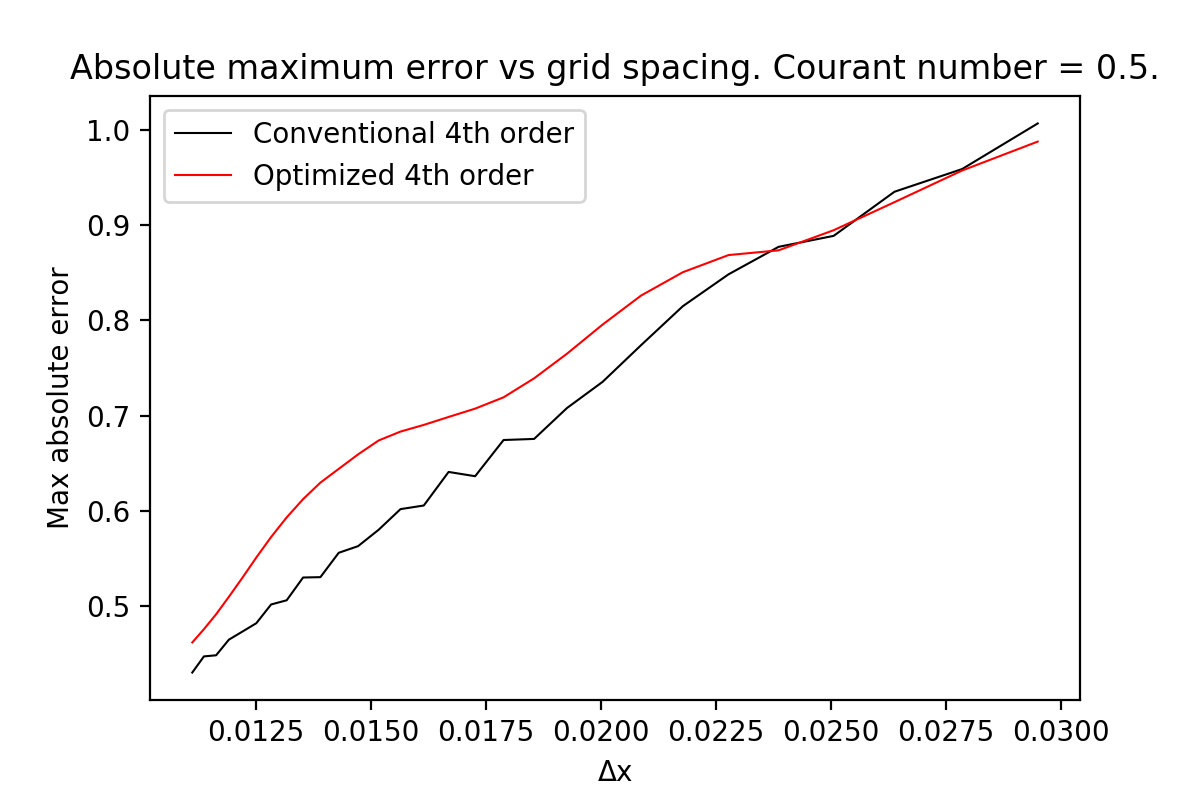 Absolute maximum error vs grid spacing. Courant number = 0.5.
Conventional 4th order
Optimized 4th order
Max absolute error
1.0
0.9
0.8
0.7
0.6
0.5
0.0125 0.0150 0.0175 0.0200 0.0225 0.0250 0.0275 0.0300
Δx